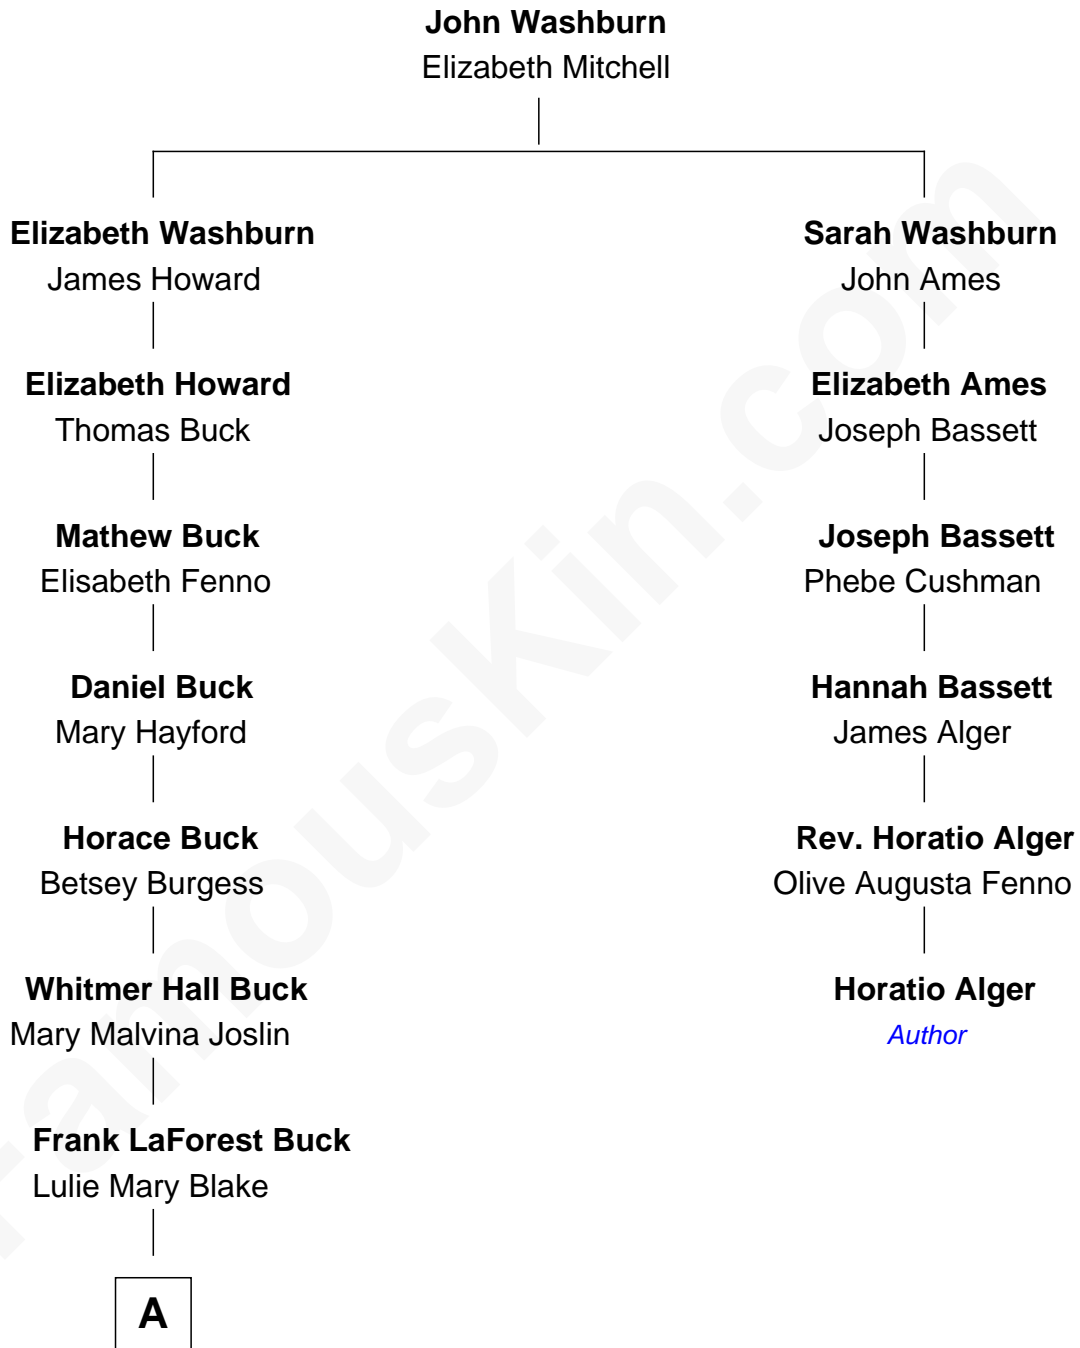 John Washburn
Elizabeth Mitchell
Elizabeth Washburn
James Howard
Sarah Washburn
John Ames
Elizabeth Howard
Thomas Buck
Elizabeth Ames
Joseph Bassett
Mathew Buck
Elisabeth Fenno
Joseph Bassett
Phebe Cushman
Daniel Buck
Mary Hayford
Hannah Bassett
James Alger
Horace Buck
Betsey Burgess
Rev. Horatio Alger
Olive Augusta Fenno
Whitmer Hall Buck
Mary Malvina Joslin
Horatio Alger
Author
Frank LaForest Buck
Lulie Mary Blake
A
FamousKin.com